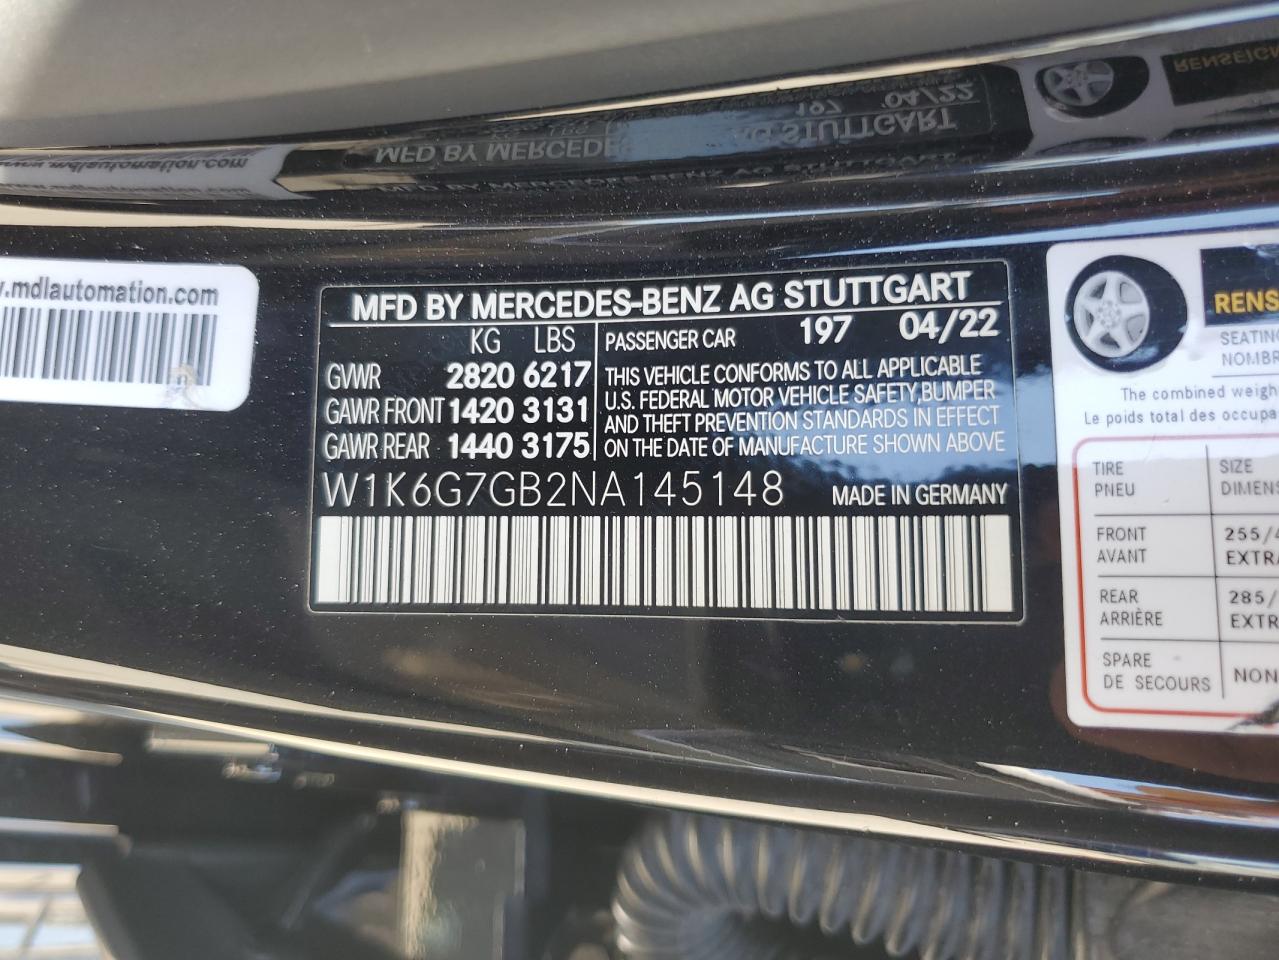 .mdlautomation.com
MFD BY MERCEDES-BENZ AG STUTTGART
KG LBS
GVWR 2820 6217
GAWR FRONT 1420 3131
GAWR REAR 1440 3175
PASSENGER CAR 197 04/22
THIS VEHICLE CONFORMS TO ALL APPLICABLE
U.S. FEDERAL MOTOR VEHICLE SAFETY,BUMPER
AND THEFT PREVENTION STANDARDS IN EFFECT
ON THE DATE OF MANUFACTURE SHOWN ABOVE
W1K6G7GB2NA145148 MADE IN GERMANY
RENS
SEATIN
NOMBR
The combined weigh
Le poids total des occupa
TIRE SIZE
PNEU DIMENS
FRONT 255/4
AVANT EXTRA
REAR 285/
ARRIÈRE EXTR
SPARE NON
DE SECOURS